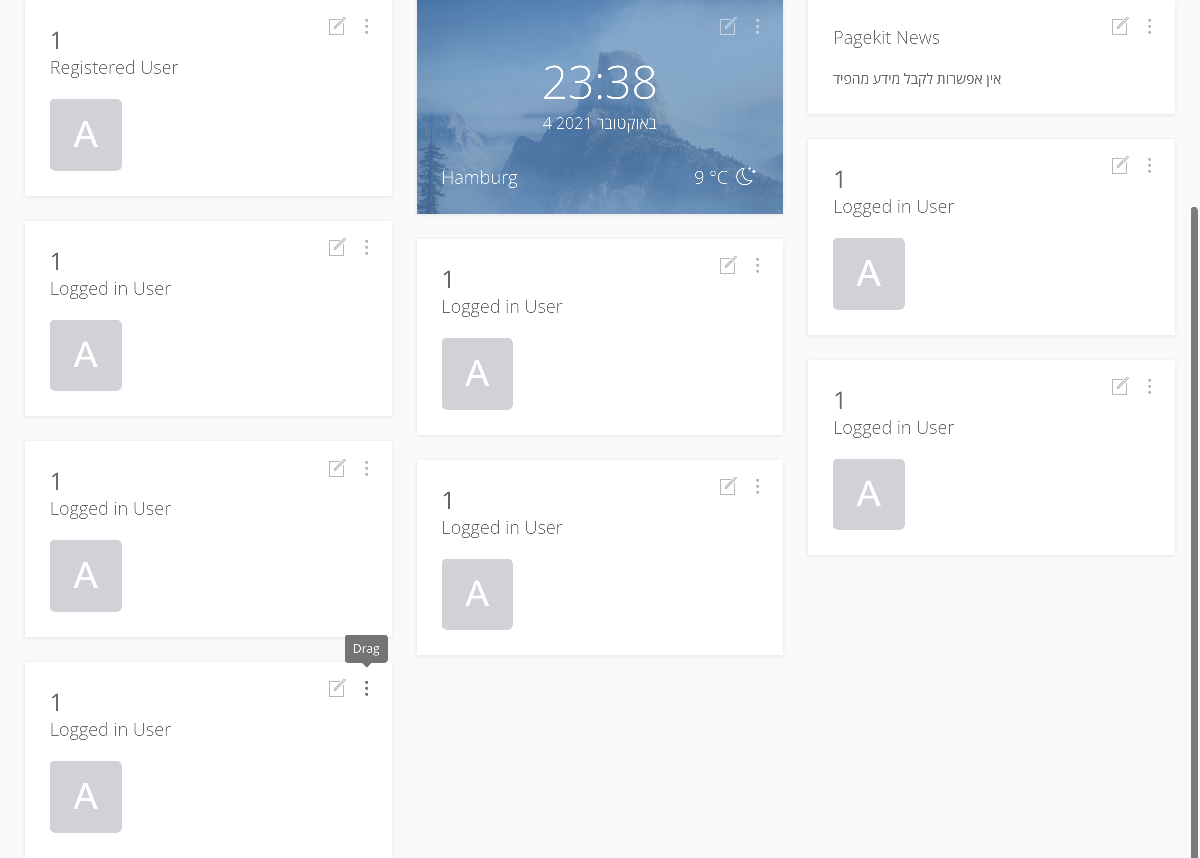 1
Registered User
A
1
Logged in User
A
1
Logged in User
A
Drag
1
Logged in User
A
23:38
4 באוקטובר 2021
Hamburg
9 °C
1
Logged in User
A
1
Logged in User
A
Pagekit News
אין אפשרות לקבל מידע מהפיד
1
Logged in User
A
1
Logged in User
A